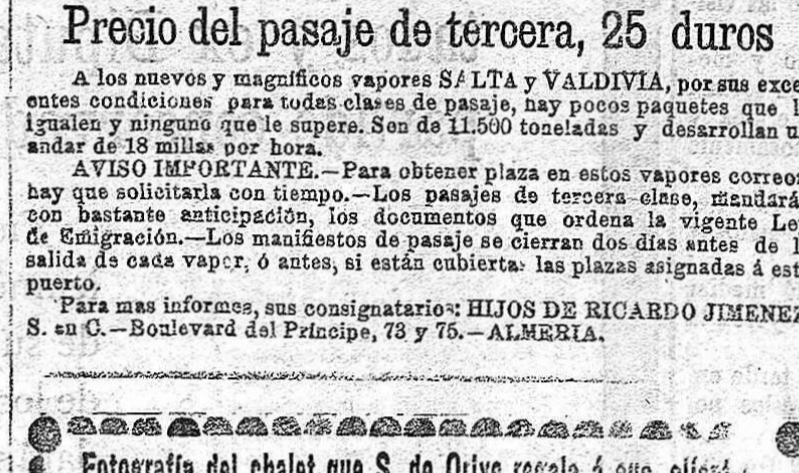 Precio del pasaje de tercera, 25 duros
A los nuevos y magníficos vapores SALTA y VALDIVIA, por sus exce
entes condiciones para todas clases de pasaje, hay pocos paquetes que l
igualen y ninguno que le supere. Son de 11.500 toneladas y desarrollan u
andar de 18 millas por hora.
AVISO IMPORTANTE.—Para obtener plaza en estos vapores correos
hay que solicitarla con tiempo.—Los pasajes de tercera clase, mandará
con bastante anticipación, los documentos que ordena la vigente Le
de Emigración.—Los manifiestos de pasaje se cierran dos días antes de l
salida de cada vapor, ó antes, si están cubiertas las plazas asignadas á est
puerto.
Para mas informes, sus consignatarios: HIJOS DE RICARDO JIMENEZ
S. en C.—Boulevard del Príncipe, 73 y 75.—ALMERIA.
Fotografía del chalet que S. de Orive regala á sus